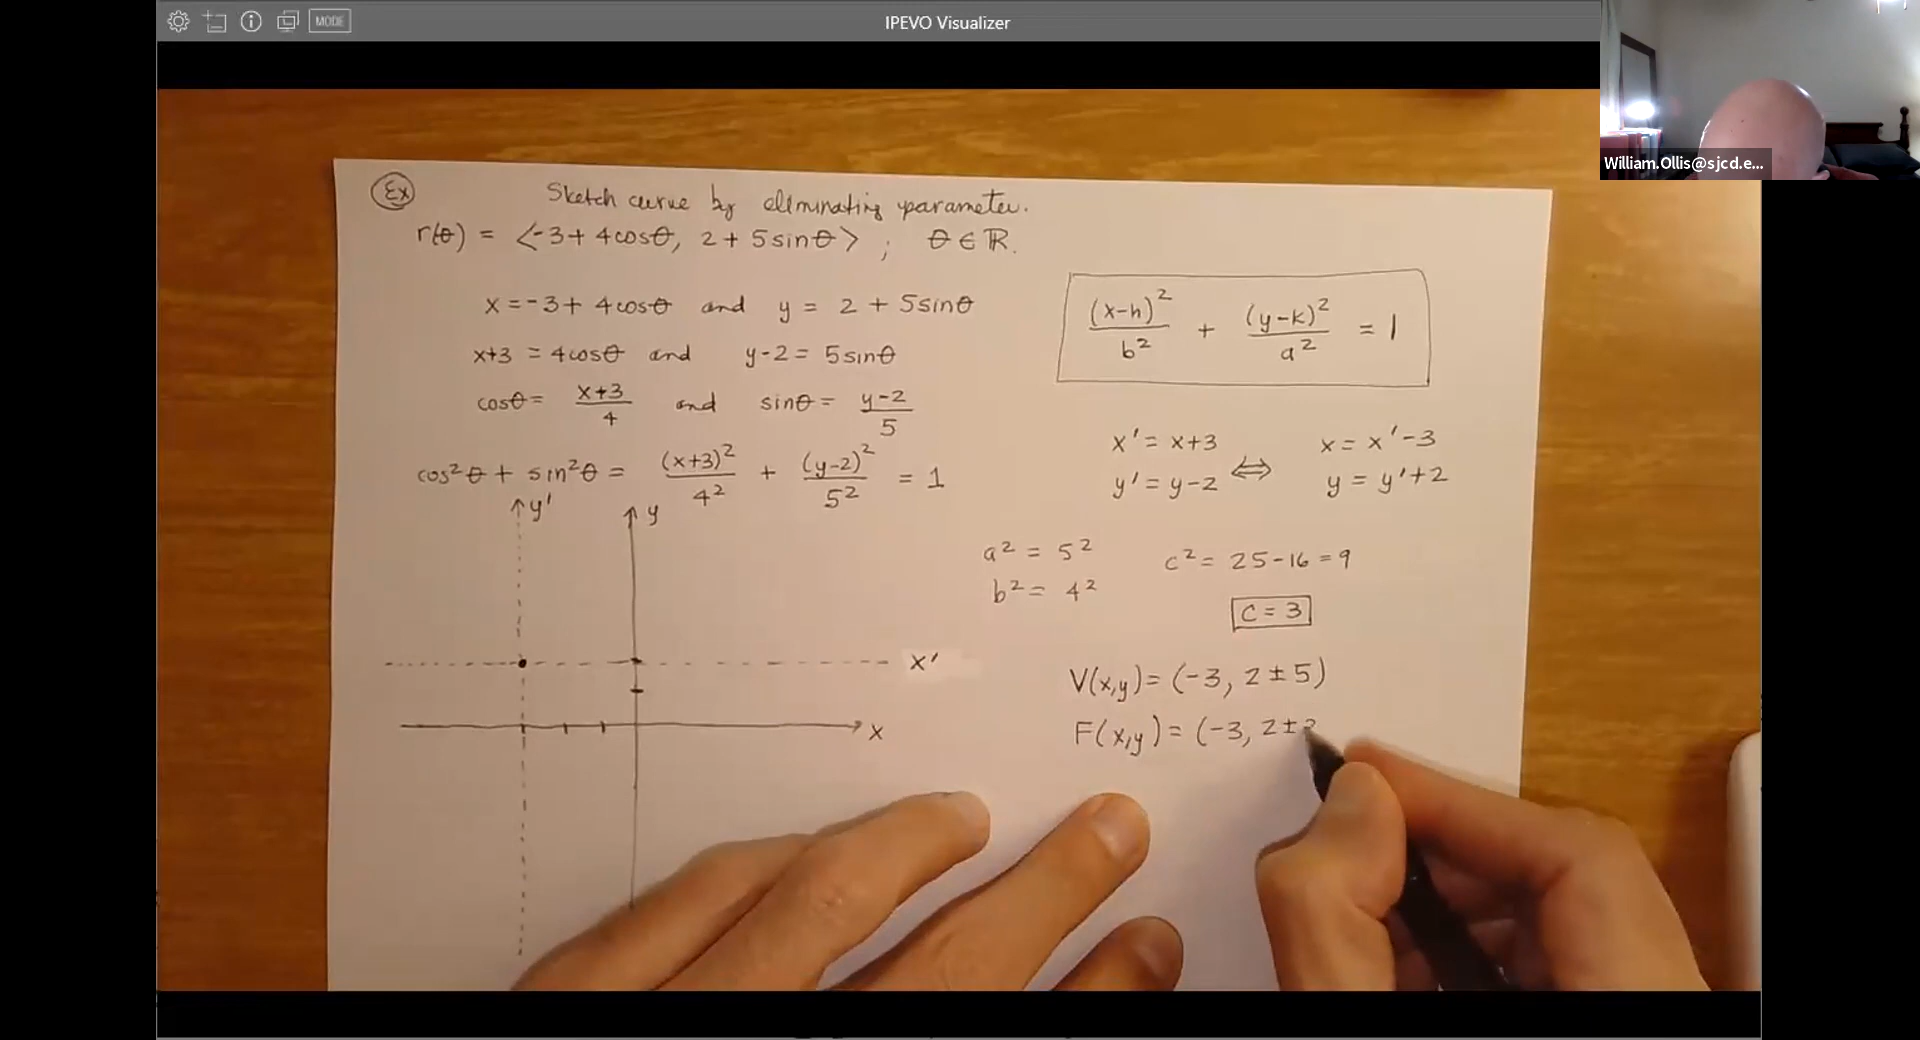 MODE
IPEVO Visualizer
William.Ollis@sjcd.e...
Ex
Sketch curve by eliminating parameter.
r(θ) = <-3+4cosθ, 2+5sinθ> ; θ∈ℝ.
x = -3+ 4cosθ and y = 2 + 5sinθ
x+3 = 4cosθ and y-2 = 5sinθ
cosθ = (x+3)/4 and sinθ = (y-2)/5
cos²θ + sin²θ = (x+3)²/4² + (y-2)²/5² = 1
y'
y
x'
x
(x-h)²/b² + (y-k)²/a² = 1
x' = x+3
y' = y-2
⇔
x = x'-3
y = y'+2
a² = 5²
b² = 4²
c² = 25-16 = 9
c = 3
V(x,y) = (-3, 2±5)
F(x,y) = (-3, 2±